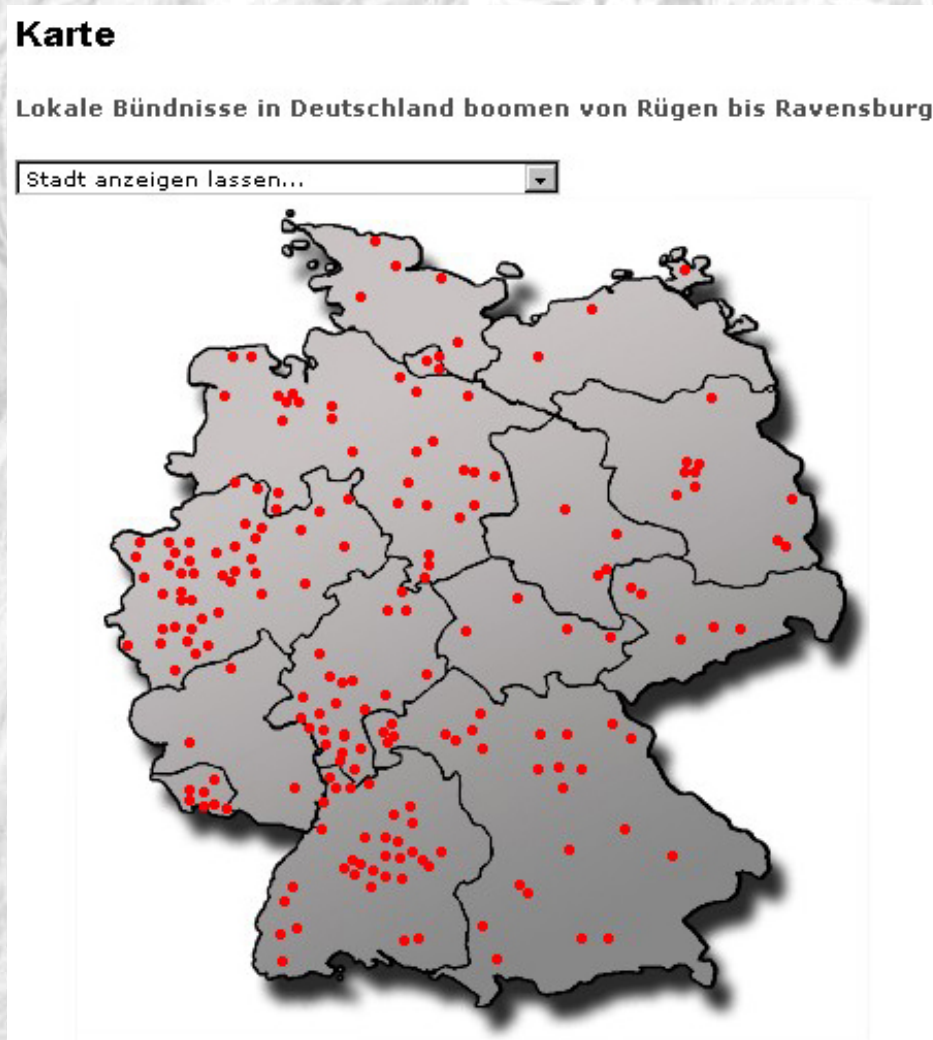 Karte
Lokale Bündnisse in Deutschland boomen von Rügen bis Ravensburg
Stadt anzeigen lassen...